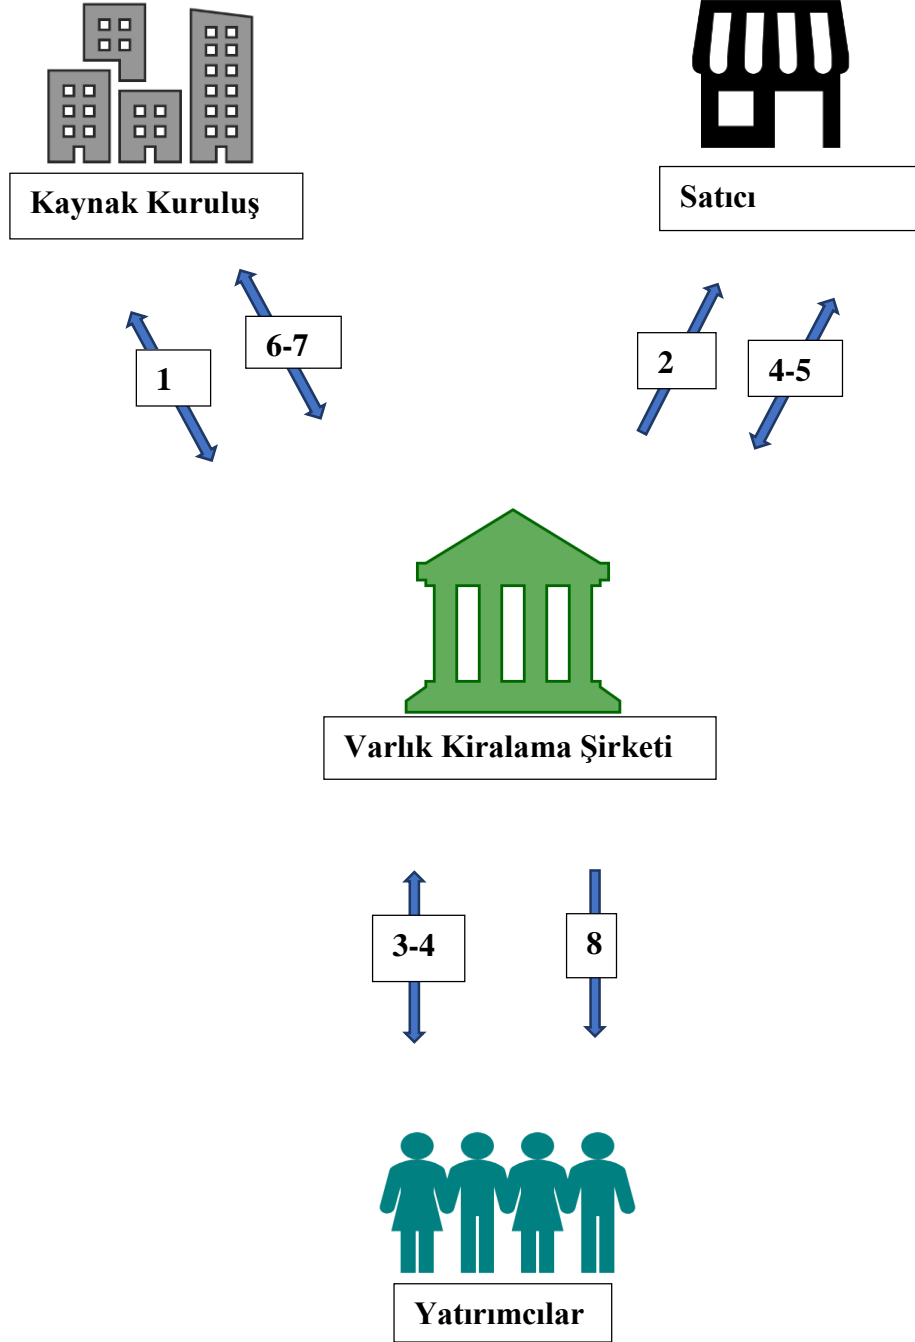 Kaynak Kuruluş
Satıcı
1
6-7
2
4-5
Varlık Kiralama Şirketi
3-4
8
Yatırımcılar